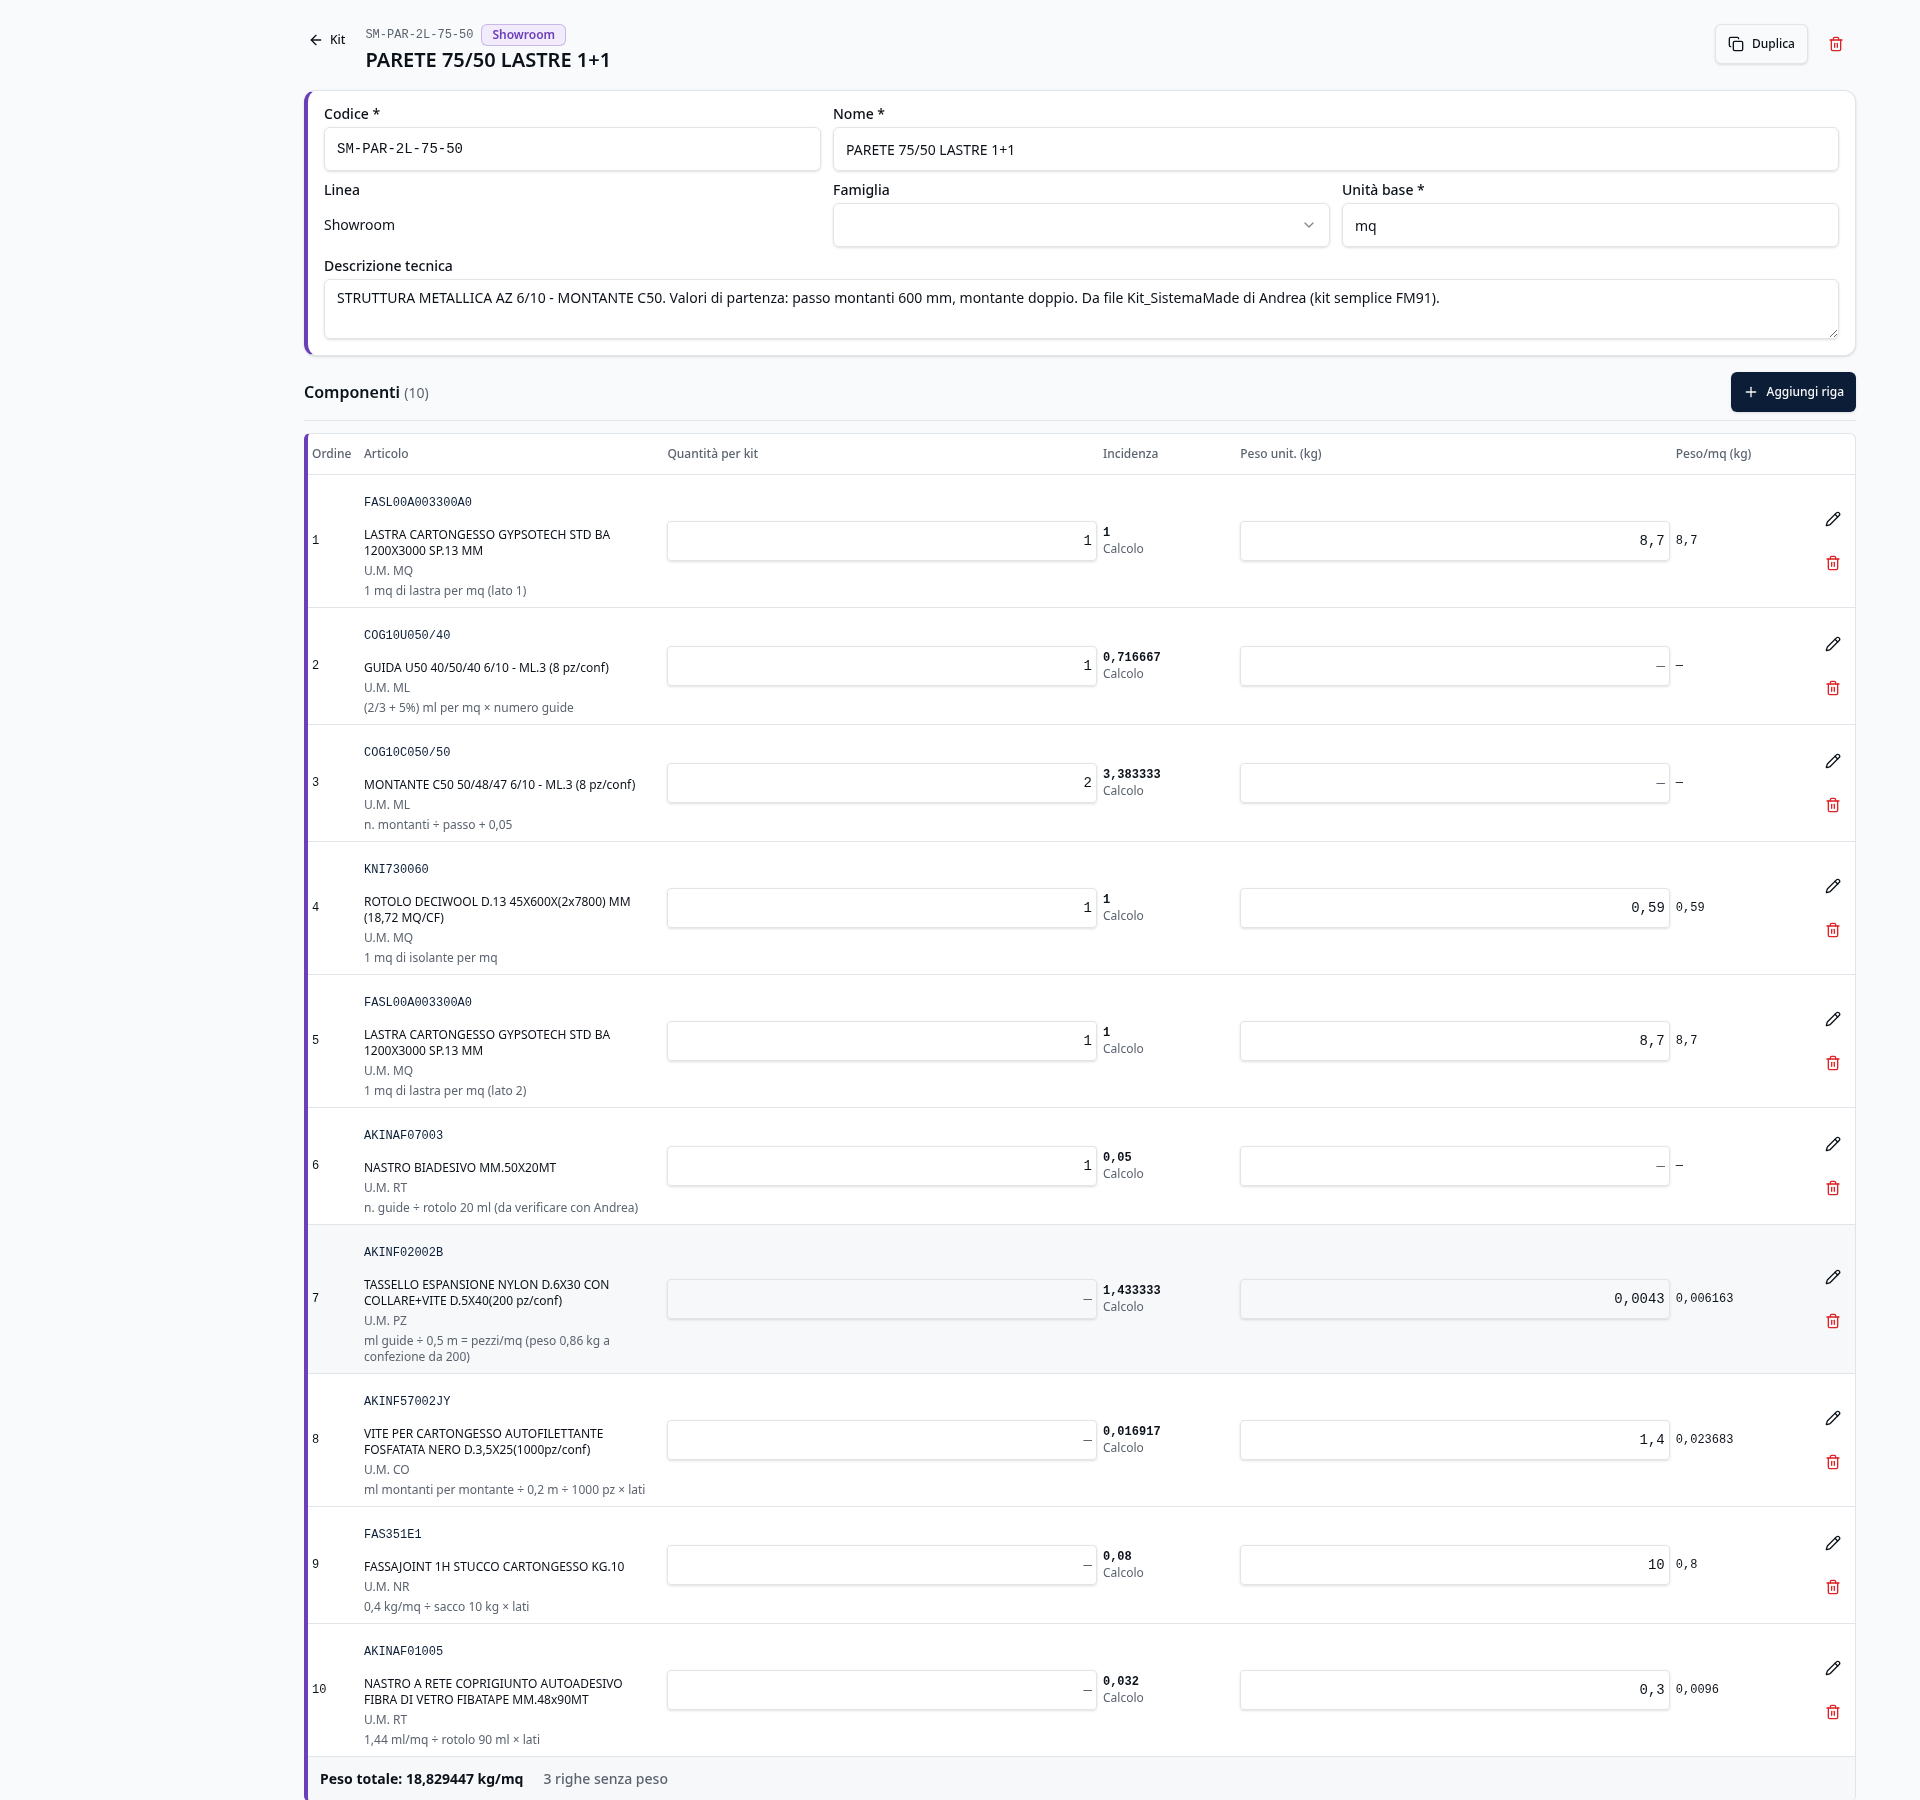 Kit
SM-PAR-2L-75-50
Showroom
PARETE 75/50 LASTRE 1+1
Duplica
Codice *
Nome *
SM-PAR-2L-75-50
PARETE 75/50 LASTRE 1+1
Linea
Famiglia
Unità base *
Showroom
mq
Descrizione tecnica
STRUTTURA METALLICA AZ 6/10 - MONTANTE C50. Valori di partenza: passo montanti 600 mm, montante doppio. Da file Kit_SistemaMade di Andrea (kit semplice FM91).
Componenti (10)
Aggiungi riga
Ordine Articolo Quantità per kit Incidenza Peso unit. (kg) Peso/mq (kg)
FASL00A003300A0
1
LASTRA CARTONGESSO GYPSOTECH STD BA
1200X3000 SP.13 MM
U.M. MQ
1 mq di lastra per mq (lato 1)
1
1
Calcolo
8,7
8,7
COG10U050/40
2
GUIDA U50 40/50/40 6/10 - ML.3 (8 pz/conf)
U.M. ML
(2/3 + 5%) ml per mq × numero guide
1
0,716667
Calcolo
—
—
COG10C050/50
3
MONTANTE C50 50/48/47 6/10 - ML.3 (8 pz/conf)
U.M. ML
n. montanti ÷ passo + 0,05
2
3,383333
Calcolo
—
—
KNI730060
4
ROTOLO DECIWOOL D.13 45X600X(2x7800) MM
(18,72 MQ/CF)
U.M. MQ
1 mq di isolante per mq
1
1
Calcolo
0,59
0,59
FASL00A003300A0
5
LASTRA CARTONGESSO GYPSOTECH STD BA
1200X3000 SP.13 MM
U.M. MQ
1 mq di lastra per mq (lato 2)
1
1
Calcolo
8,7
8,7
AKINAF07003
6
NASTRO BIADESIVO MM.50X20MT
U.M. RT
n. guide ÷ rotolo 20 ml (da verificare con Andrea)
1
0,05
Calcolo
—
—
AKINF02002B
7
TASSELLO ESPANSIONE NYLON D.6X30 CON
COLLARE+VITE D.5X40(200 pz/conf)
U.M. PZ
ml guide ÷ 0,5 m = pezzi/mq (peso 0,86 kg a
confezione da 200)
—
1,433333
Calcolo
0,0043
0,006163
AKINF57002JY
8
VITE PER CARTONGESSO AUTOFILETTANTE
FOSFATATA NERO D.3,5X25(1000pz/conf)
U.M. CO
ml montanti per montante ÷ 0,2 m ÷ 1000 pz × lati
—
0,016917
Calcolo
1,4
0,023683
FAS351E1
9
FASSAJOINT 1H STUCCO CARTONGESSO KG.10
U.M. NR
0,4 kg/mq ÷ sacco 10 kg × lati
—
0,08
Calcolo
10
0,8
AKINAF01005
10
NASTRO A RETE COPRIGIUNTO AUTOADESIVO
FIBRA DI VETRO FIBATAPE MM.48x90MT
U.M. RT
1,44 ml/mq ÷ rotolo 90 ml × lati
—
0,032
Calcolo
0,3
0,0096
Peso totale: 18,829447 kg/mq 3 righe senza peso